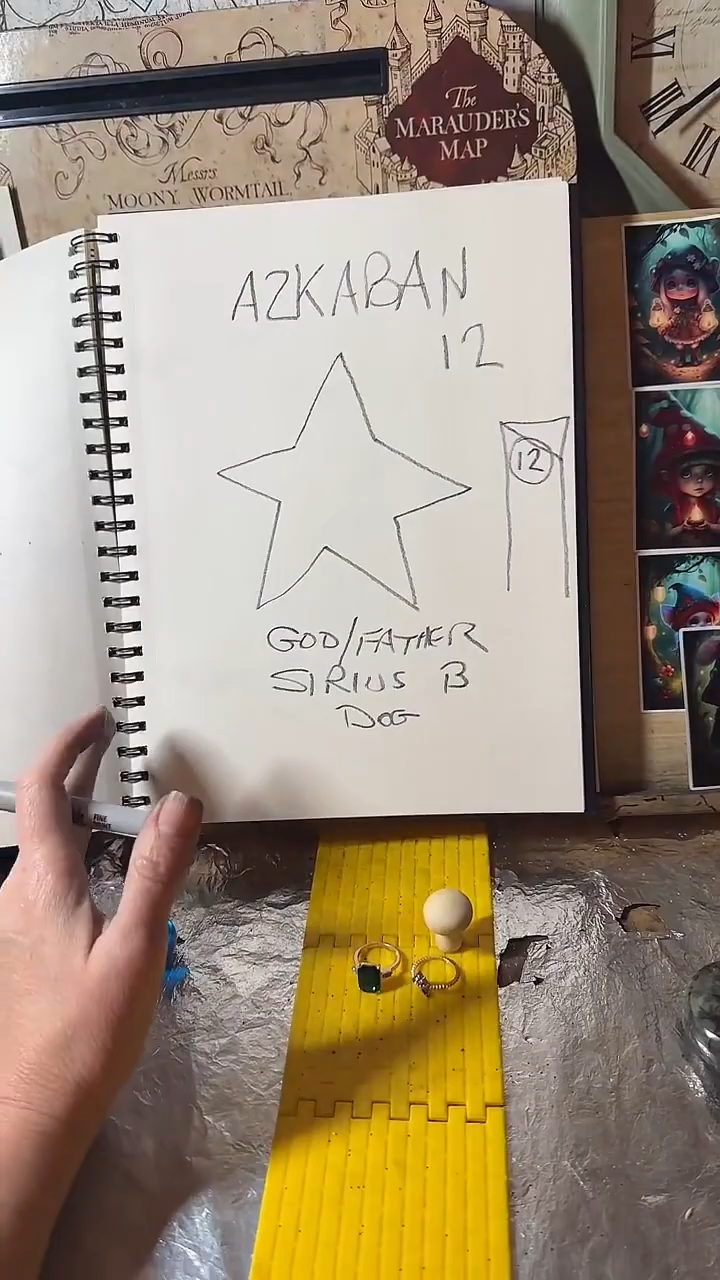 The
MARAUDER'S
MAP
Messrs
MOONY WORMTAIL
AZKABAN
12
12
GOD/FATHER
SIRIUS B
DOG
FINE